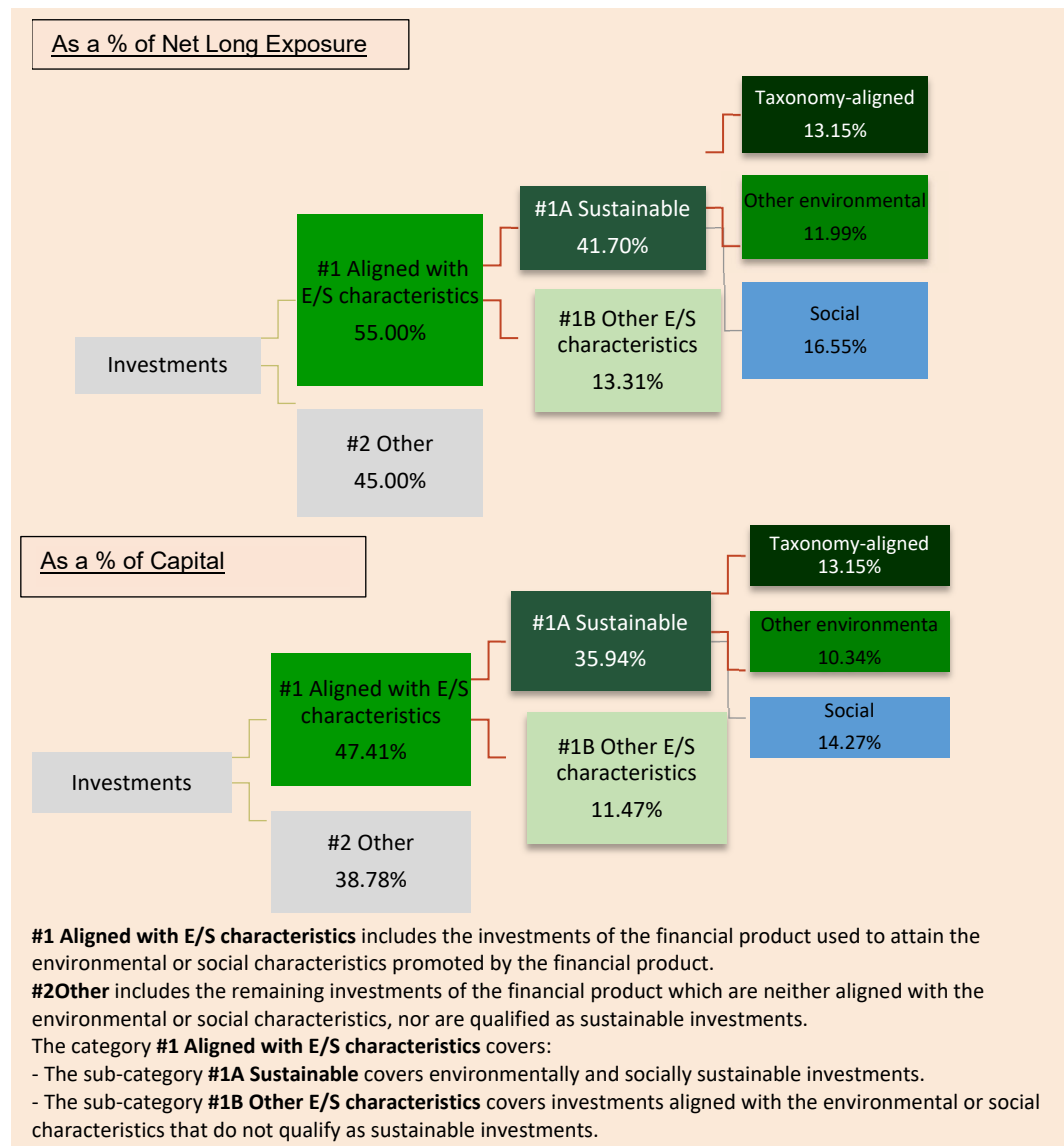 As a % of Net Long Exposure
Taxonomy-aligned
13.15%
#1A Sustainable
41.70%
Other environmental
11.99%
#1 Aligned with
E/S characteristics
55.00%
#1B Other E/S
characteristics
13.31%
Social
16.55%
Investments
#2 Other
45.00%
As a % of Capital
Taxonomy-aligned
13.15%
#1A Sustainable
35.94%
Other environmenta
10.34%
#1 Aligned with E/S
characteristics
47.41%
Social
14.27%
#1B Other E/S
characteristics
11.47%
Investments
#2 Other
38.78%
#1 Aligned with E/S characteristics includes the investments of the financial product used to attain the
environmental or social characteristics promoted by the financial product.
#2Other includes the remaining investments of the financial product which are neither aligned with the
environmental or social characteristics, nor are qualified as sustainable investments.
The category #1 Aligned with E/S characteristics covers:
- The sub-category #1A Sustainable covers environmentally and socially sustainable investments.
- The sub-category #1B Other E/S characteristics covers investments aligned with the environmental or social
characteristics that do not qualify as sustainable investments.